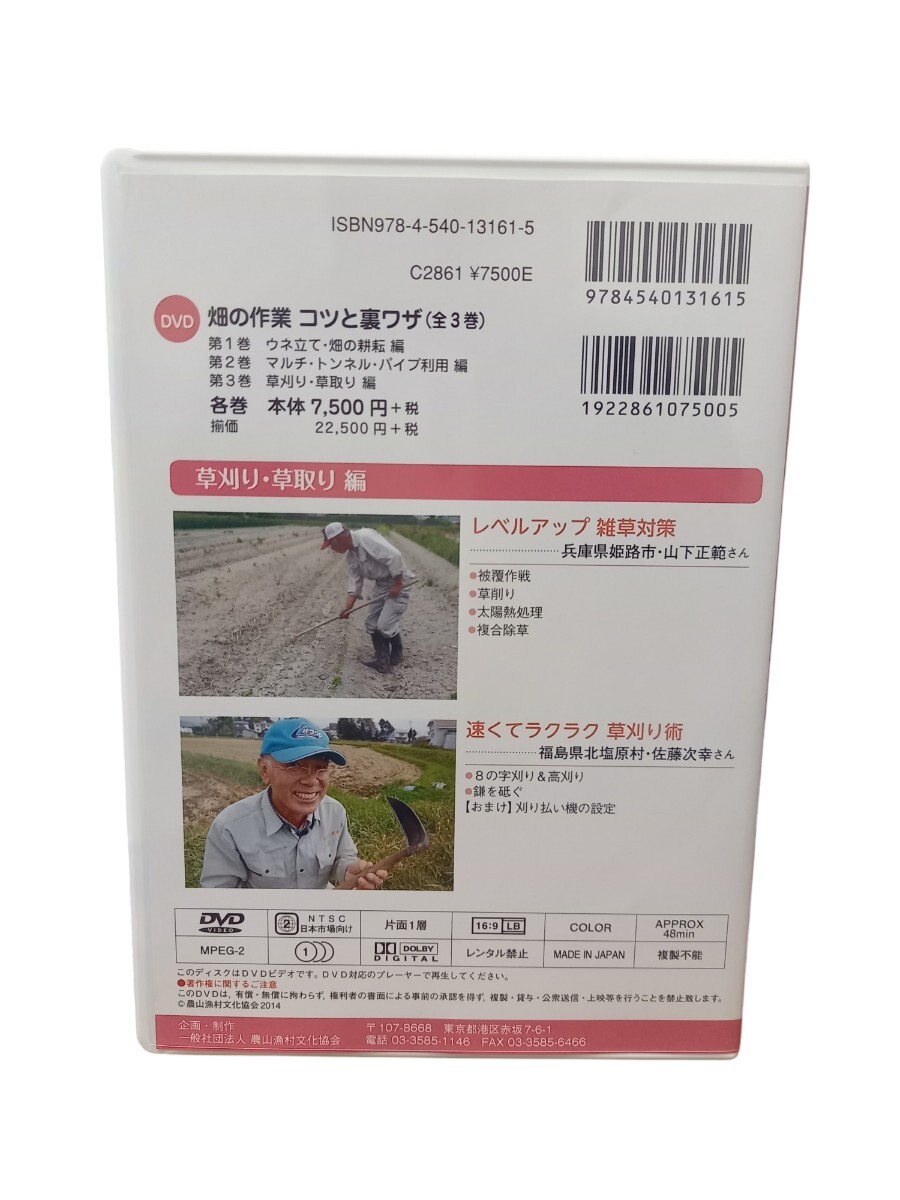 ISBN978-4-540-13161-5
C2861 ¥7500E
9784540131615
1922861075005
DVD 畑の作業 コツと裏ワザ(全3巻)
第1巻 ウネ立て・畑の耕耘 編
第2巻 マルチ・トンネル・パイプ利用 編
第3巻 草刈り・草取り 編
各巻 本体7,500円+税
揃価 22,500円+税
草刈り・草取り 編
レベルアップ 雑草対策
兵庫県姫路市・山下正範さん
●被覆作戦
●草削り
●太陽熱処理
●複合除草
速くてラクラク 草刈り術
福島県北塩原村・佐藤次幸さん
●8の字刈り&高刈り
●鎌を砥ぐ
【おまけ】刈り払い機の設定
DVD VIDEO 2 NTSC 日本市場向け 片面1層 16:9 LB COLOR APPROX 48min
MPEG-2 1 DOLBY DIGITAL レンタル禁止 MADE IN JAPAN 複製不能
このディスクはDVDビデオです。DVD対応のプレーヤーで再生してください。
●著作権に関するご注意
このDVDは、有償・無償に拘わらず、権利者の書面による事前の承認を得ず、複製・貸与・公衆送信・上映等を行うことを禁止致します。
©農山漁村文化協会2014
企画・制作
一般社団法人 農山漁村文化協会
〒107-8668 東京都港区赤坂7-6-1
電話 03-3585-1146 FAX 03-3585-6466